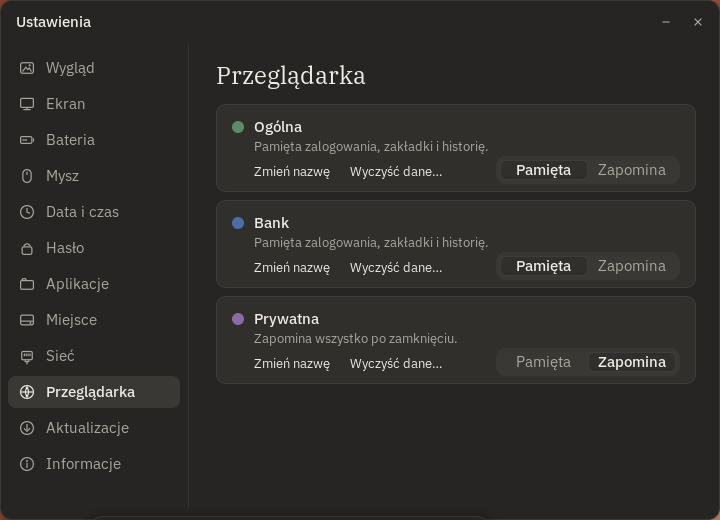 Ustawienia
Wygląd
Ekran
Bateria
Mysz
Data i czas
Hasło
Aplikacje
Miejsce
Sieć
Przeglądarka
Aktualizacje
Informacje
Przeglądarka
Ogólna
Pamięta zalogowania, zakładki i historię.
Zmień nazwę Wyczyść dane... Pamięta Zapomina
Bank
Pamięta zalogowania, zakładki i historię.
Zmień nazwę Wyczyść dane... Pamięta Zapomina
Prywatna
Zapomina wszystko po zamknięciu.
Zmień nazwę Wyczyść dane... Pamięta Zapomina